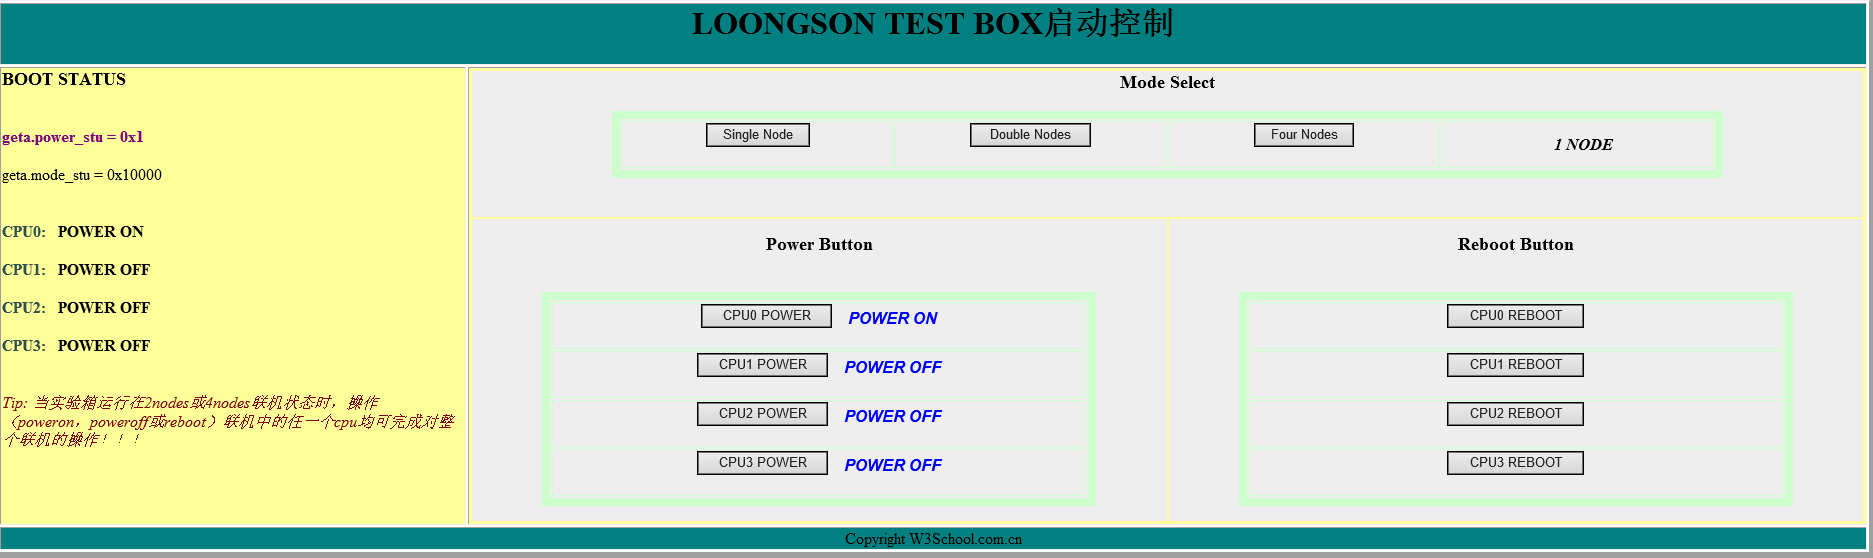 LOONGSON TEST BOX启动控制
BOOT STATUS
geta.power_stu = 0x1
geta.mode_stu = 0x10000
CPU0: POWER ON
CPU1: POWER OFF
CPU2: POWER OFF
CPU3: POWER OFF
Tip: 当实验箱运行在2nodes或4nodes联机状态时，操作
（poweron，poweroff或reboot）联机中的任一个cpu均可完成对整
个联机的操作！！！
Mode Select
Single Node Double Nodes Four Nodes 1 NODE
Power Button
CPU0 POWER POWER ON
CPU1 POWER POWER OFF
CPU2 POWER POWER OFF
CPU3 POWER POWER OFF
Reboot Button
CPU0 REBOOT
CPU1 REBOOT
CPU2 REBOOT
CPU3 REBOOT
Copyright W3School.com.cn